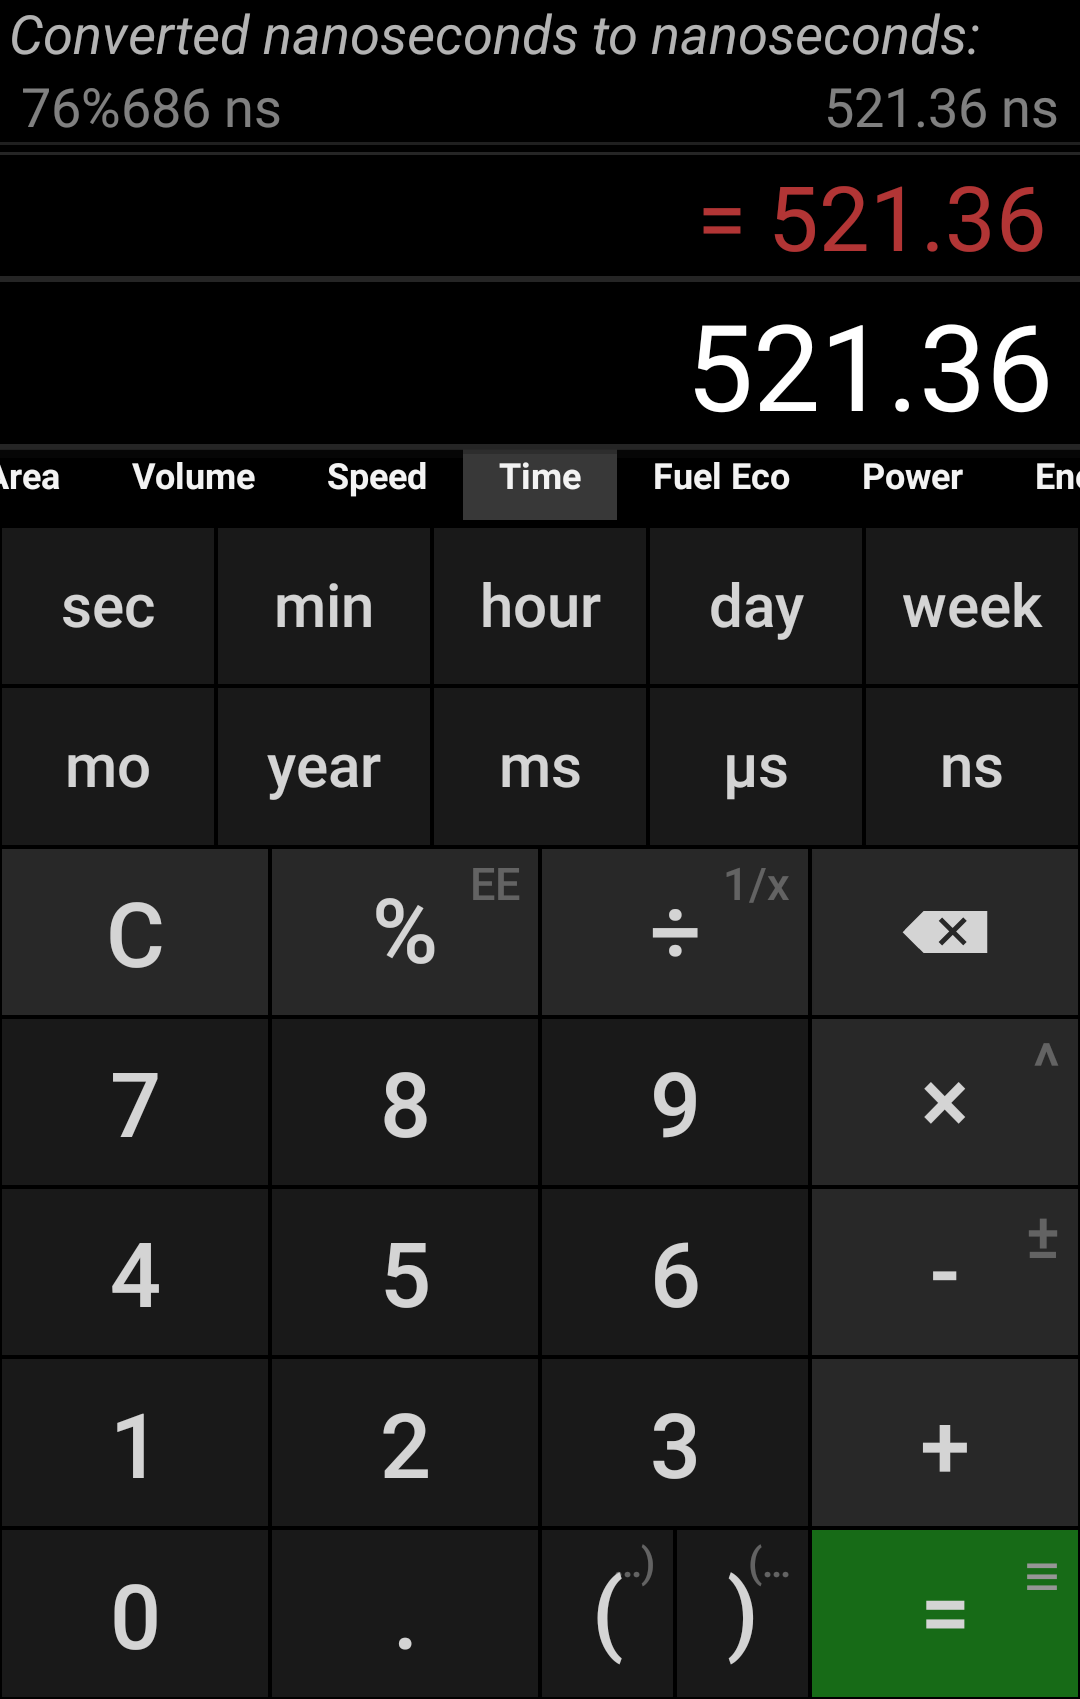 Converted nanoseconds to nanoseconds:
76%686 ns 521.36 ns
= 521.36
521.36
Area Volume Speed Time Fuel Eco Power Ene
sec min hour day week
mo year ms µs ns
C % EE ÷ 1/x
7 8 9 × ^
4 5 6 - ±
1 2 3 +
0 . ( ..) ) (... =